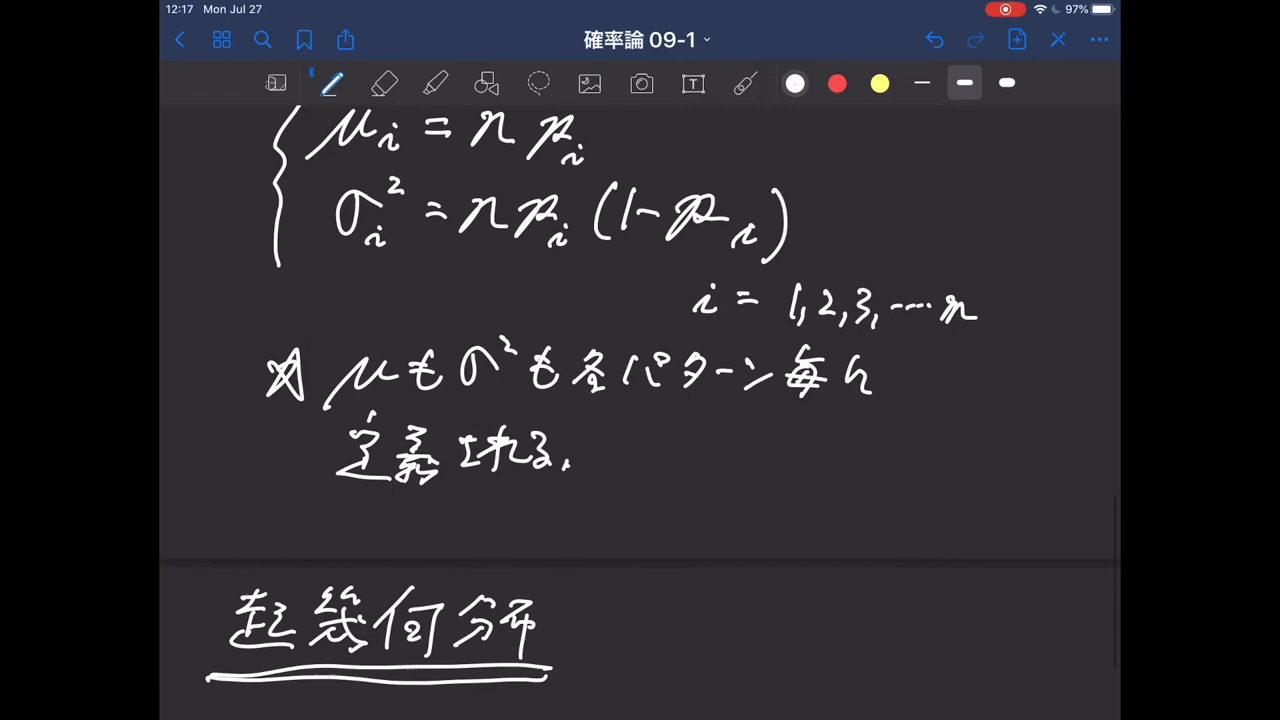 12:17 Mon Jul 27
97%
確率論 09-1
T
μi = n pi
σi² = n pi (1 - pi)
i = 1, 2, 3, ... n
☆ μもσ²も各パターン毎に
定義される.
超幾何分布